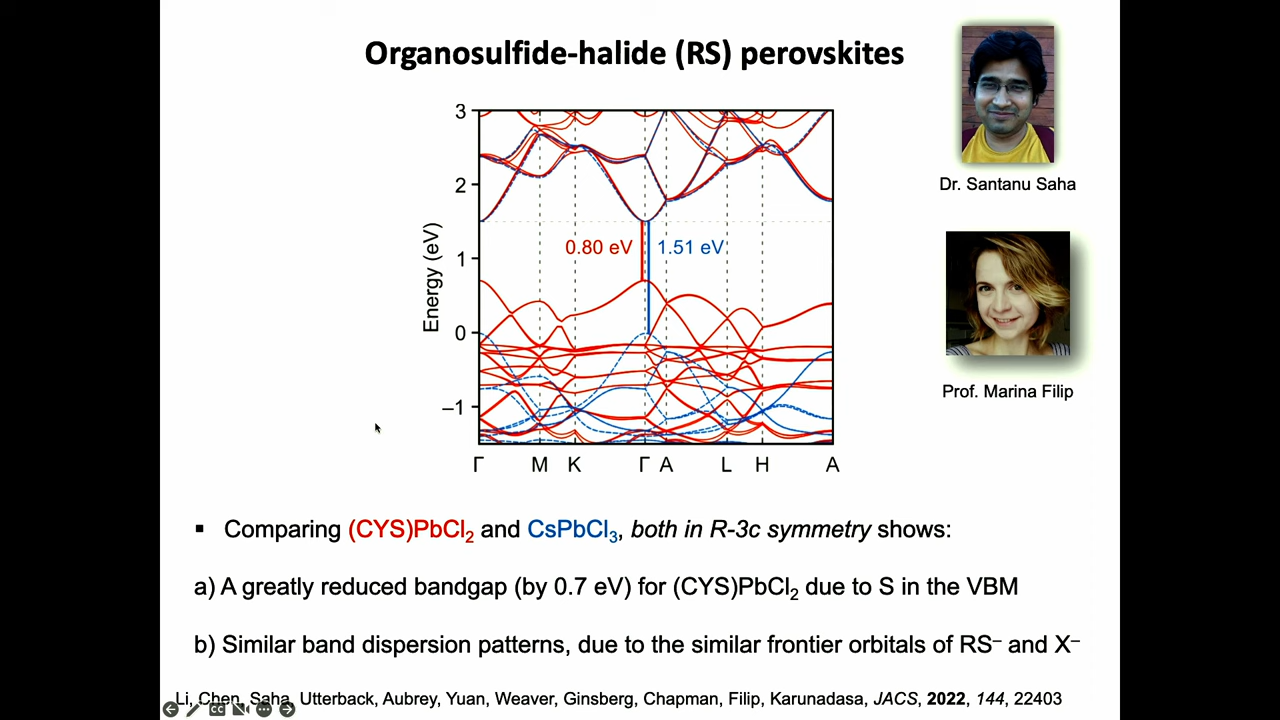 Organosulfide-halide (RS) perovskites
Dr. Santanu Saha
Prof. Marina Filip
Energy (eV)
3
2
1
0
–1
0.80 eV
1.51 eV
Γ M K Γ A L H A
▪ Comparing (CYS)PbCl₂ and CsPbCl₃, both in R-3c symmetry shows:
a) A greatly reduced bandgap (by 0.7 eV) for (CYS)PbCl₂ due to S in the VBM
b) Similar band dispersion patterns, due to the similar frontier orbitals of RS⁻ and X⁻
Li, Chen, Saha, Utterback, Aubrey, Yuan, Weaver, Ginsberg, Chapman, Filip, Karunadasa, JACS, 2022, 144, 22403